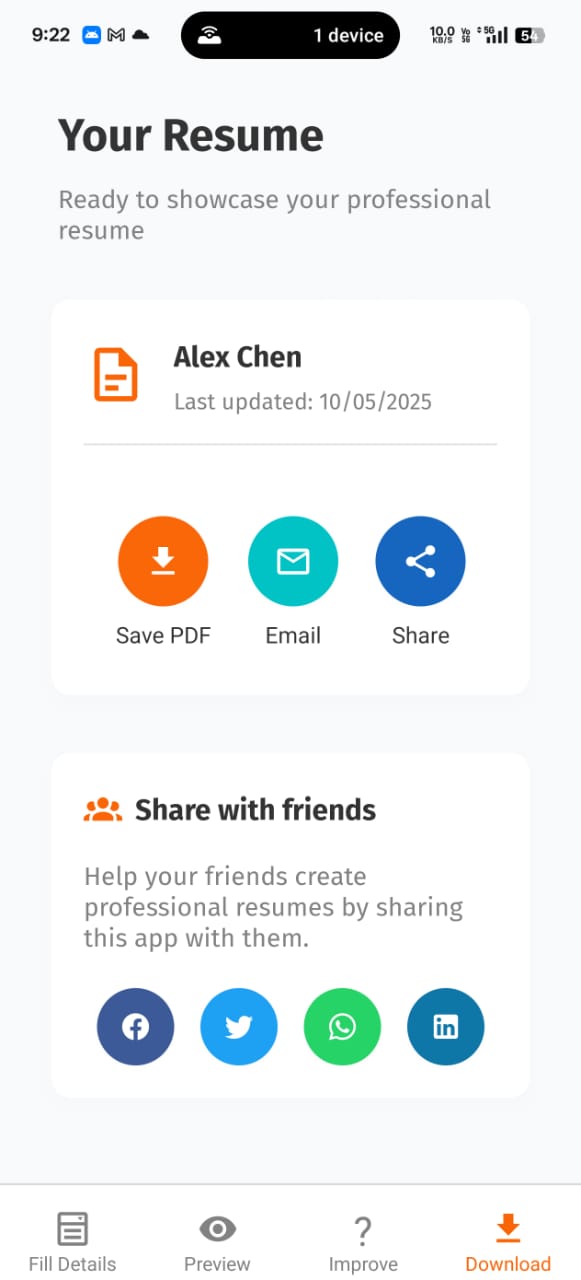 9:22
1 device
10.0 KB/S Vo 5G 5G 54
Your Resume
Ready to showcase your professional
resume
Alex Chen
Last updated: 10/05/2025
Save PDF Email Share
Share with friends
Help your friends create
professional resumes by sharing
this app with them.
Fill Details Preview Improve Download